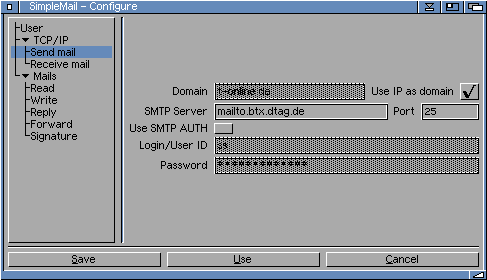 SimpleMail - Configure
User
TCP/IP
Send mail
Receive mail
Mails
Read
Write
Reply
Forward
Signature
Domain t-online.de Use IP as domain
SMTP Server mailto.btx.dtag.de Port 25
Use SMTP AUTH
Login/User ID
Password ************
Save Use Cancel